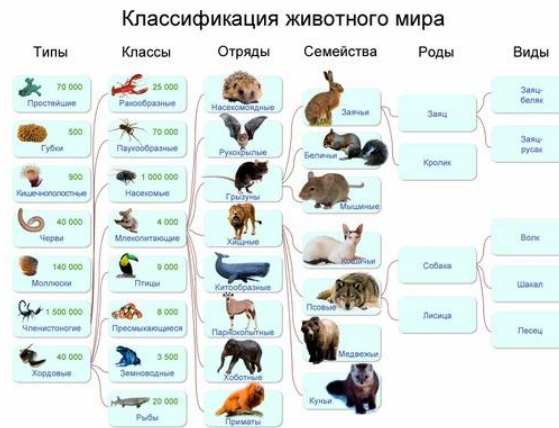 Классификация животного мира
Типы
Классы
Отряды
Семейства
Роды
Виды
70 000
Простейшие
500
Губки
900
Кишечнополостные
40 000
Черви
140 000
Моллюски
1 500 000
Членистоногие
40 000
Хордовые
25 000
Ракообразные
70 000
Паукообразные
1 000 000
Насекомые
4 000
Млекопитающие
9 000
Птицы
8 000
Пресмыкающиеся
3 500
Земноводные
20 000
Рыбы
Насекомоядные
Рукокрылые
Грызуны
Хищные
Китообразные
Парнокопытные
Хоботные
Приматы
Заячьи
Беличьи
Мышиные
Кошачьи
Псовые
Медвежьи
Куньи
Заяц
Кролик
Собака
Лисица
Заяц-
беляк
Заяц-
русак
Волк
Шакал
Песец